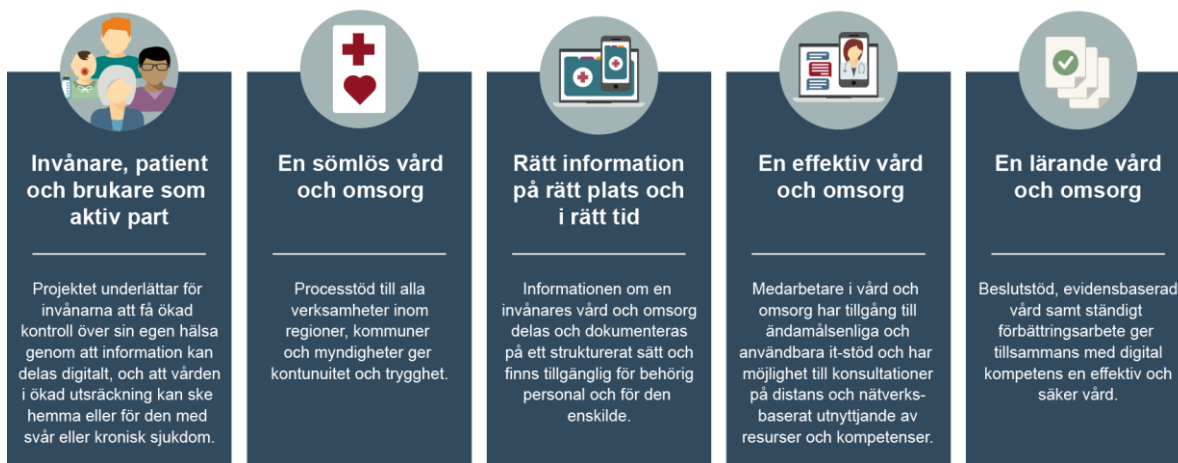 Invånare, patient
och brukare som
aktiv part
Projektet underlättar för
invånarna att få ökad
kontroll över sin egen hälsa
genom att information kan
delas digitalt, och att vården
i ökad utsräckning kan ske
hemma eller för den med
svår eller kronisk sjukdom.
En sömlös vård
och omsorg
Processtöd till alla
verksamheter inom
regioner, kommuner
och myndigheter ger
kontunuitet och trygghet.
Rätt information
på rätt plats och
i rätt tid
Informationen om en
invånares vård och omsorg
delas och dokumenteras
på ett strukturerat sätt och
finns tillgänglig för behörig
personal och för den
enskilde.
En effektiv vård
och omsorg
Medarbetare i vård och
omsorg har tillgång till
ändamålsenliga och
användbara it-stöd och har
möjlighet till konsultationer
på distans och nätverks-
baserat utnyttjande av
resurser och kompetenser.
En lärande vård
och omsorg
Beslutstöd, evidensbaserad
vård samt ständigt
förbättringsarbete ger
tillsammans med digital
kompetens en effektiv och
säker vård.